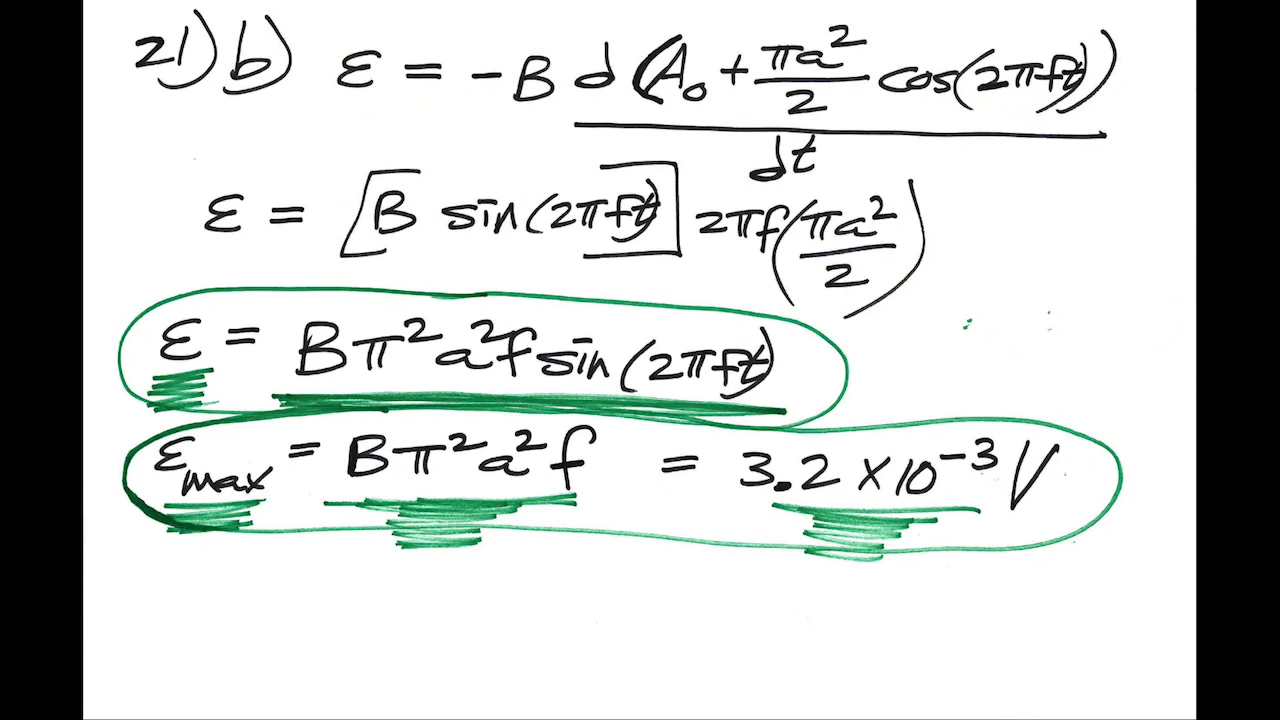 21) b) ε = -B d(A₀ + πa²/2 cos(2πft))/dt
ε = [B sin(2πft)] 2πf(πa²/2)
ε = Bπ²a²f sin(2πft)
εmax = Bπ²a²f = 3.2 × 10⁻³ V